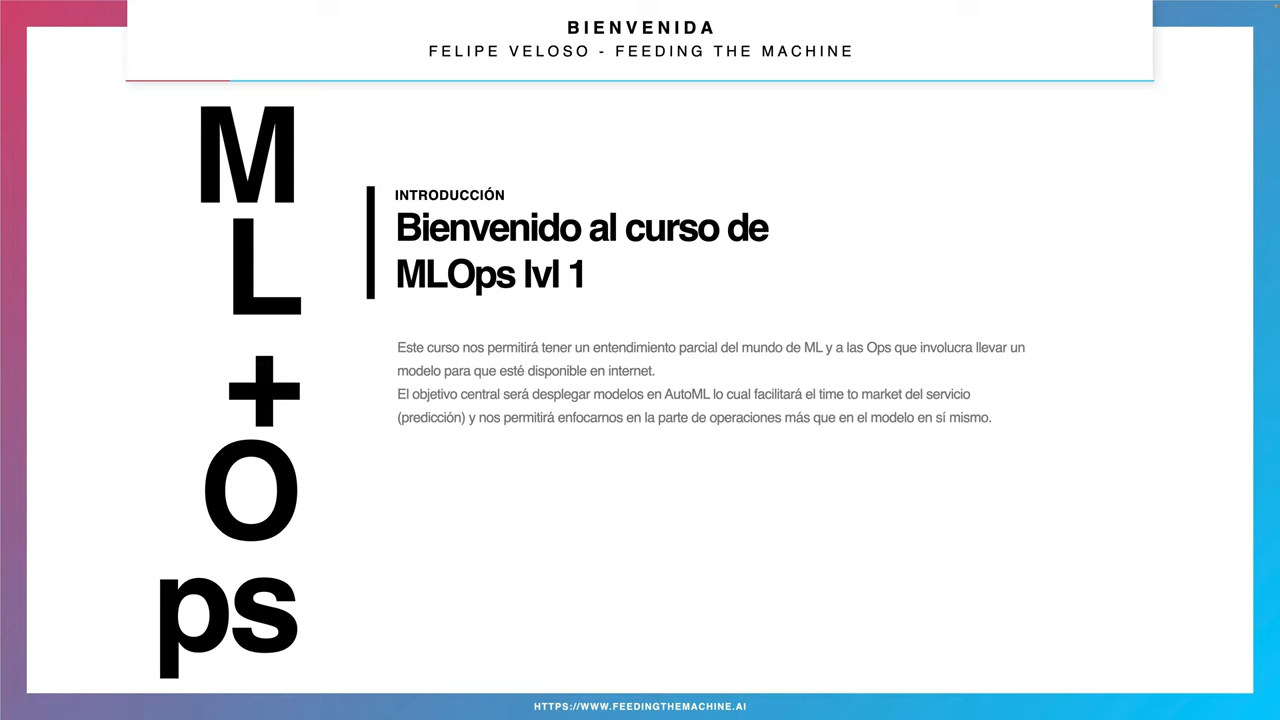 BIENVENIDA
FELIPE VELOSO - FEEDING THE MACHINE
M
L
+
O
ps
INTRODUCCIÓN
Bienvenido al curso de
MLOps lvl 1
Este curso nos permitirá tener un entendimiento parcial del mundo de ML y a las Ops que involucra llevar un
modelo para que esté disponible en internet.
El objetivo central será desplegar modelos en AutoML lo cual facilitará el time to market del servicio
(predicción) y nos permitirá enfocarnos en la parte de operaciones más que en el modelo en sí mismo.
HTTPS://WWW.FEEDINGTHEMACHINE.AI